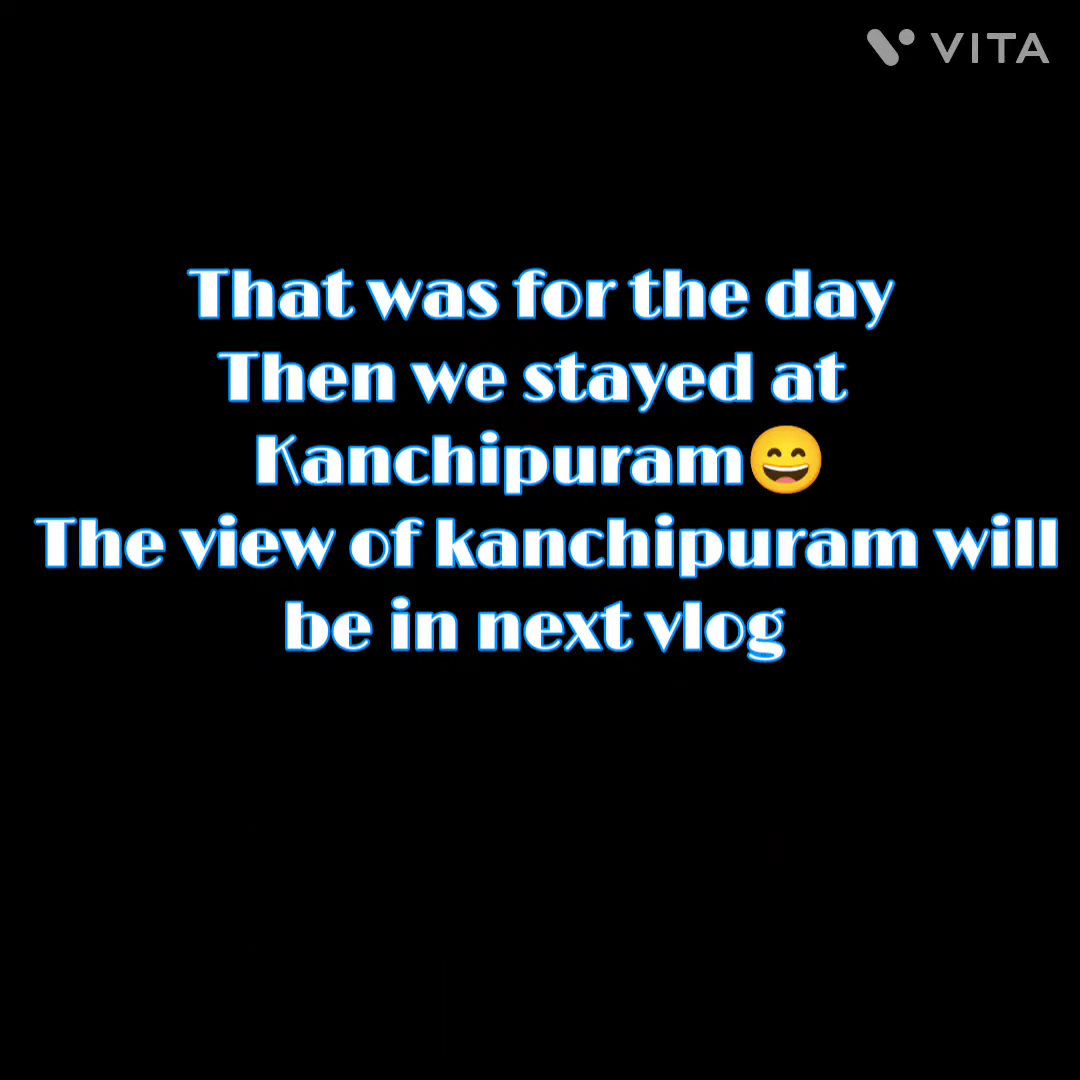 VITA
That was for the day
Then we stayed at
Kanchipuram😄
The view of kanchipuram will
be in next vlog